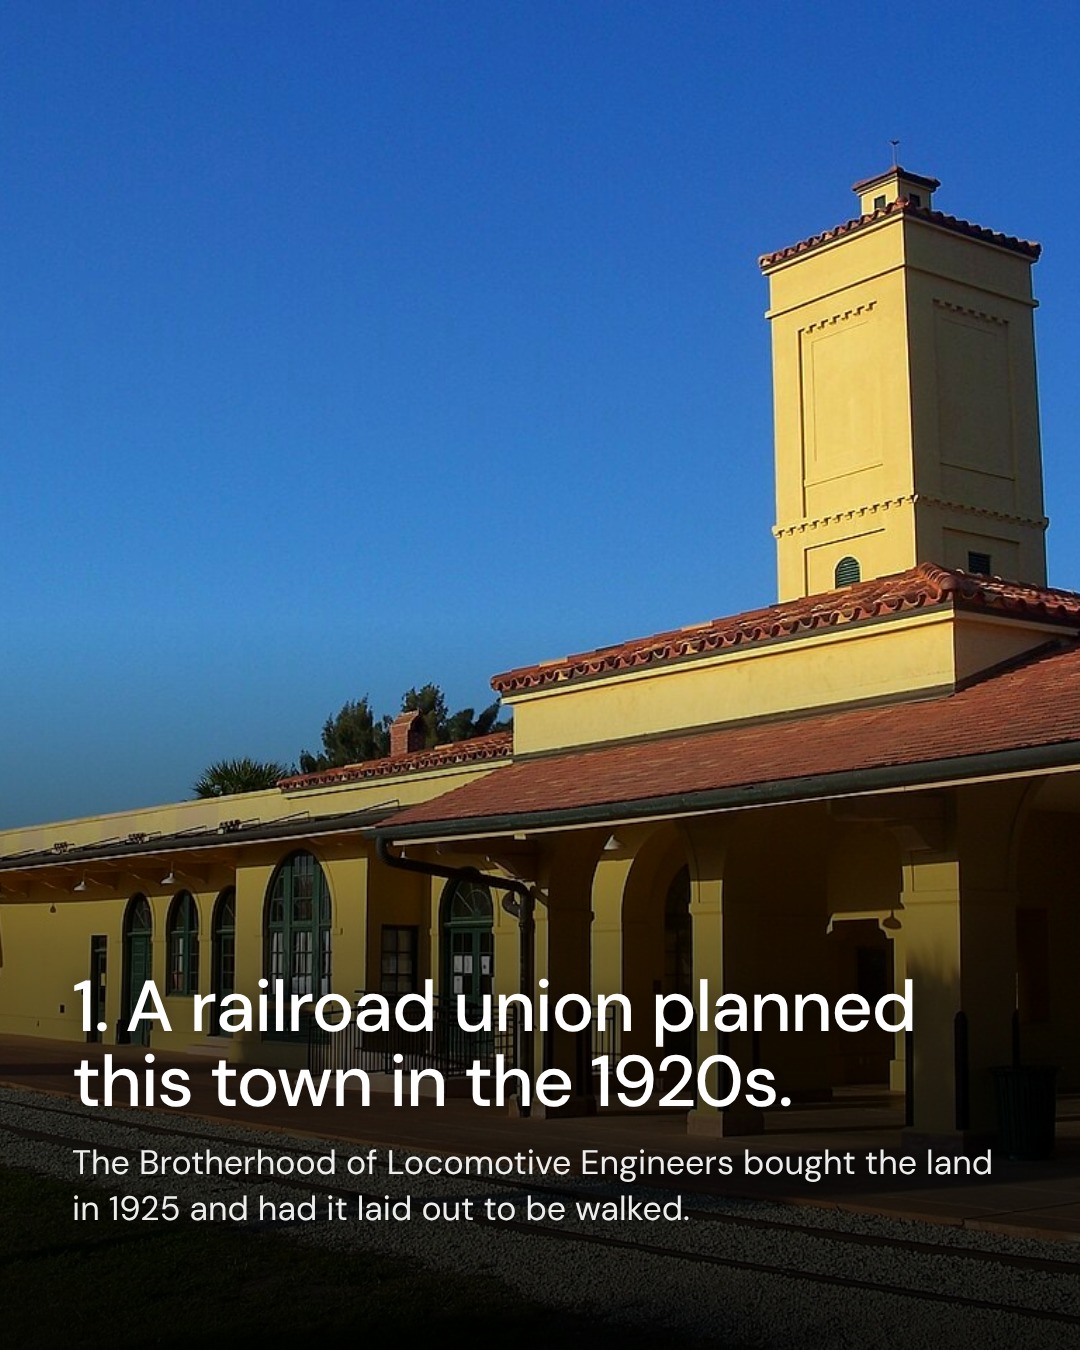 1. A railroad union planned
this town in the 1920s.
The Brotherhood of Locomotive Engineers bought the land
in 1925 and had it laid out to be walked.